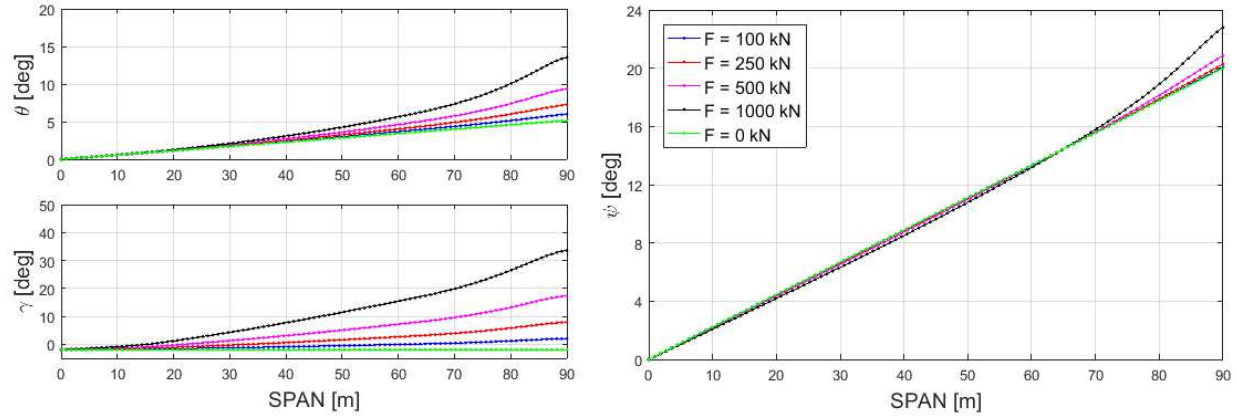 20
15
10
5
0
θ [deg]
0 10 20 30 40 50 60 70 80 90
50
40
30
20
10
0
γ [deg]
0 10 20 30 40 50 60 70 80 90
SPAN [m]
24
20
16
12
8
4
0
ψ [deg]
F = 100 kN
F = 250 kN
F = 500 kN
F = 1000 kN
F = 0 kN
0 10 20 30 40 50 60 70 80 90
SPAN [m]